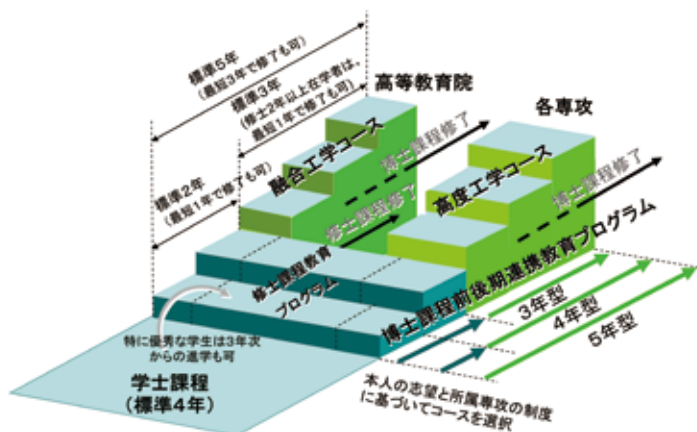 標準5年
(最短3年で修了も可)
標準3年
(修士2年以上在学者は、
最短1年で修了も可)
標準2年
(最短1年で修了も可)
高等教育院
各専攻
融合工学コース
博士課程修了
高度工学コース
博士課程修了
修士課程修了
修士課程教育
プログラム
博士課程前後期連携教育プログラム
3年型
4年型
5年型
特に優秀な学生は3年次
からの進学も可
学士課程
(標準4年)
本人の志望と所属専攻の制度
に基づいてコースを選択